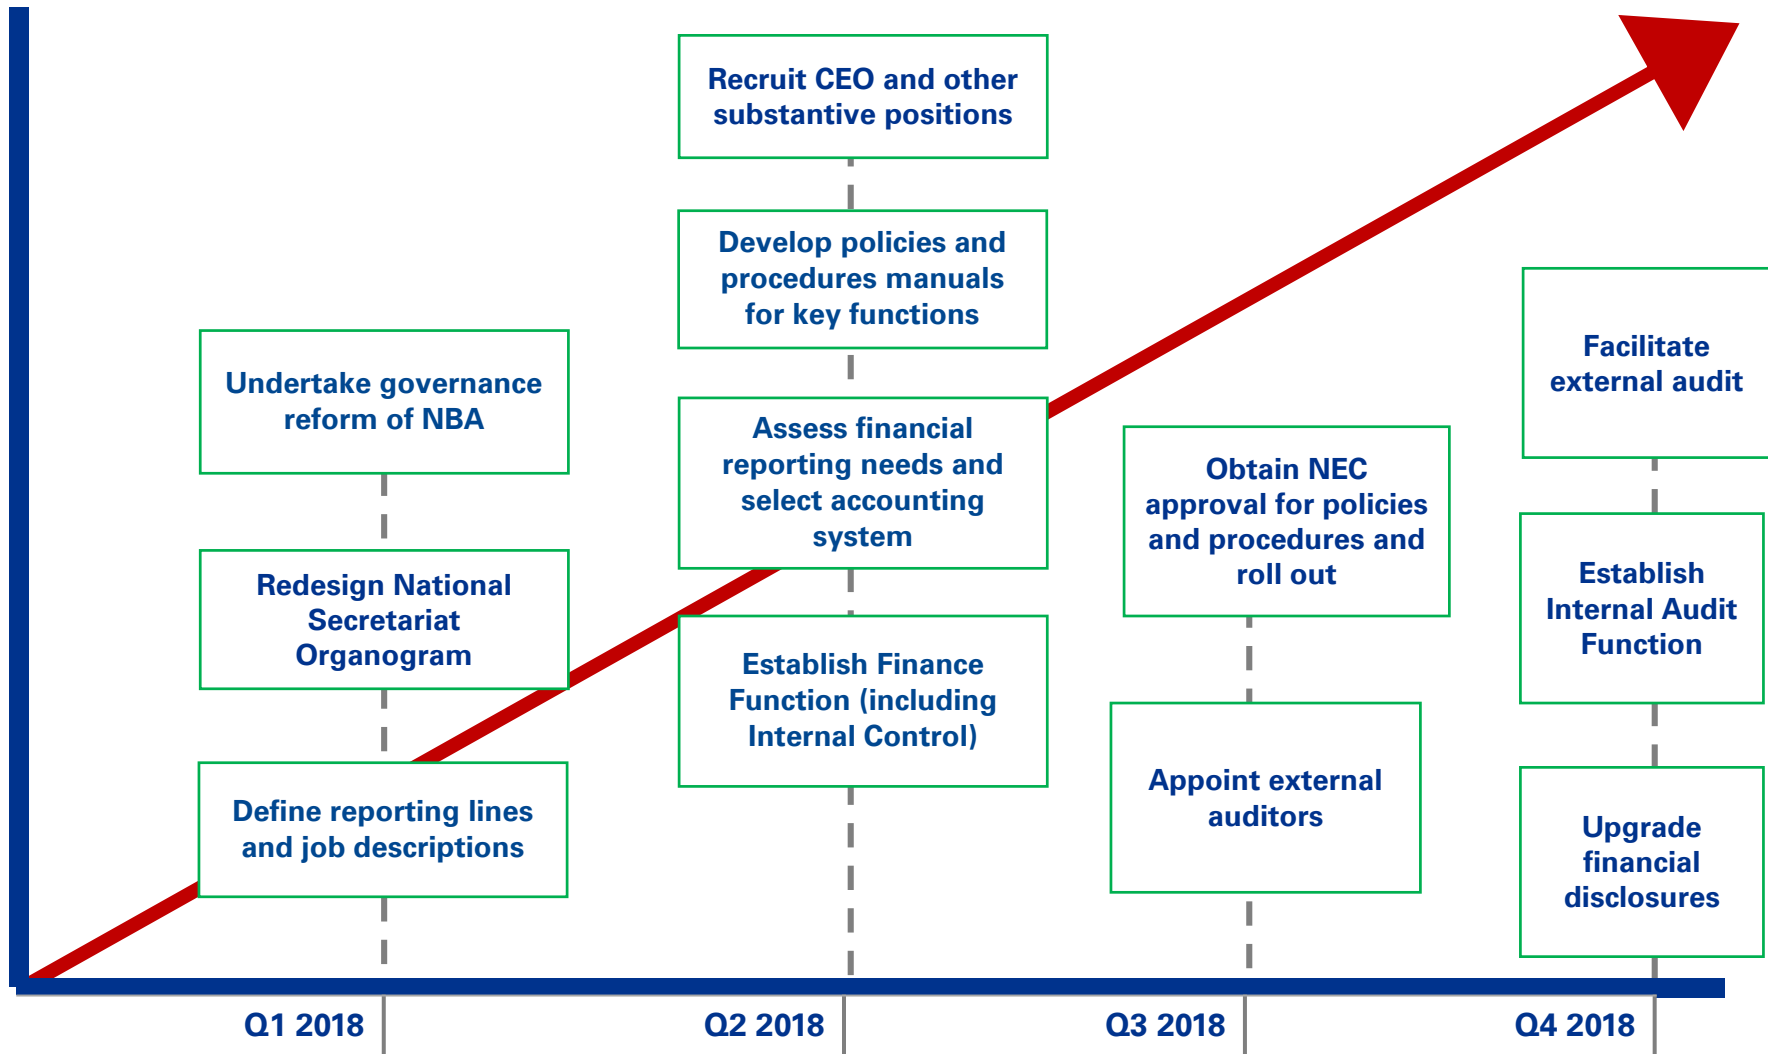 Undertake governance
reform of NBA
Redesign National
Secretariat
Organogram
Define reporting lines
and job descriptions
Recruit CEO and other
substantive positions
Develop policies and
procedures manuals
for key functions
Assess financial
reporting needs and
select accounting
system
Establish Finance
Function (including
Internal Control)
Obtain NEC
approval for policies
and procedures and
roll out
Appoint external
auditors
Facilitate
external audit
Establish
Internal Audit
Function
Upgrade
financial
disclosures
Q1 2018
Q2 2018
Q3 2018
Q4 2018